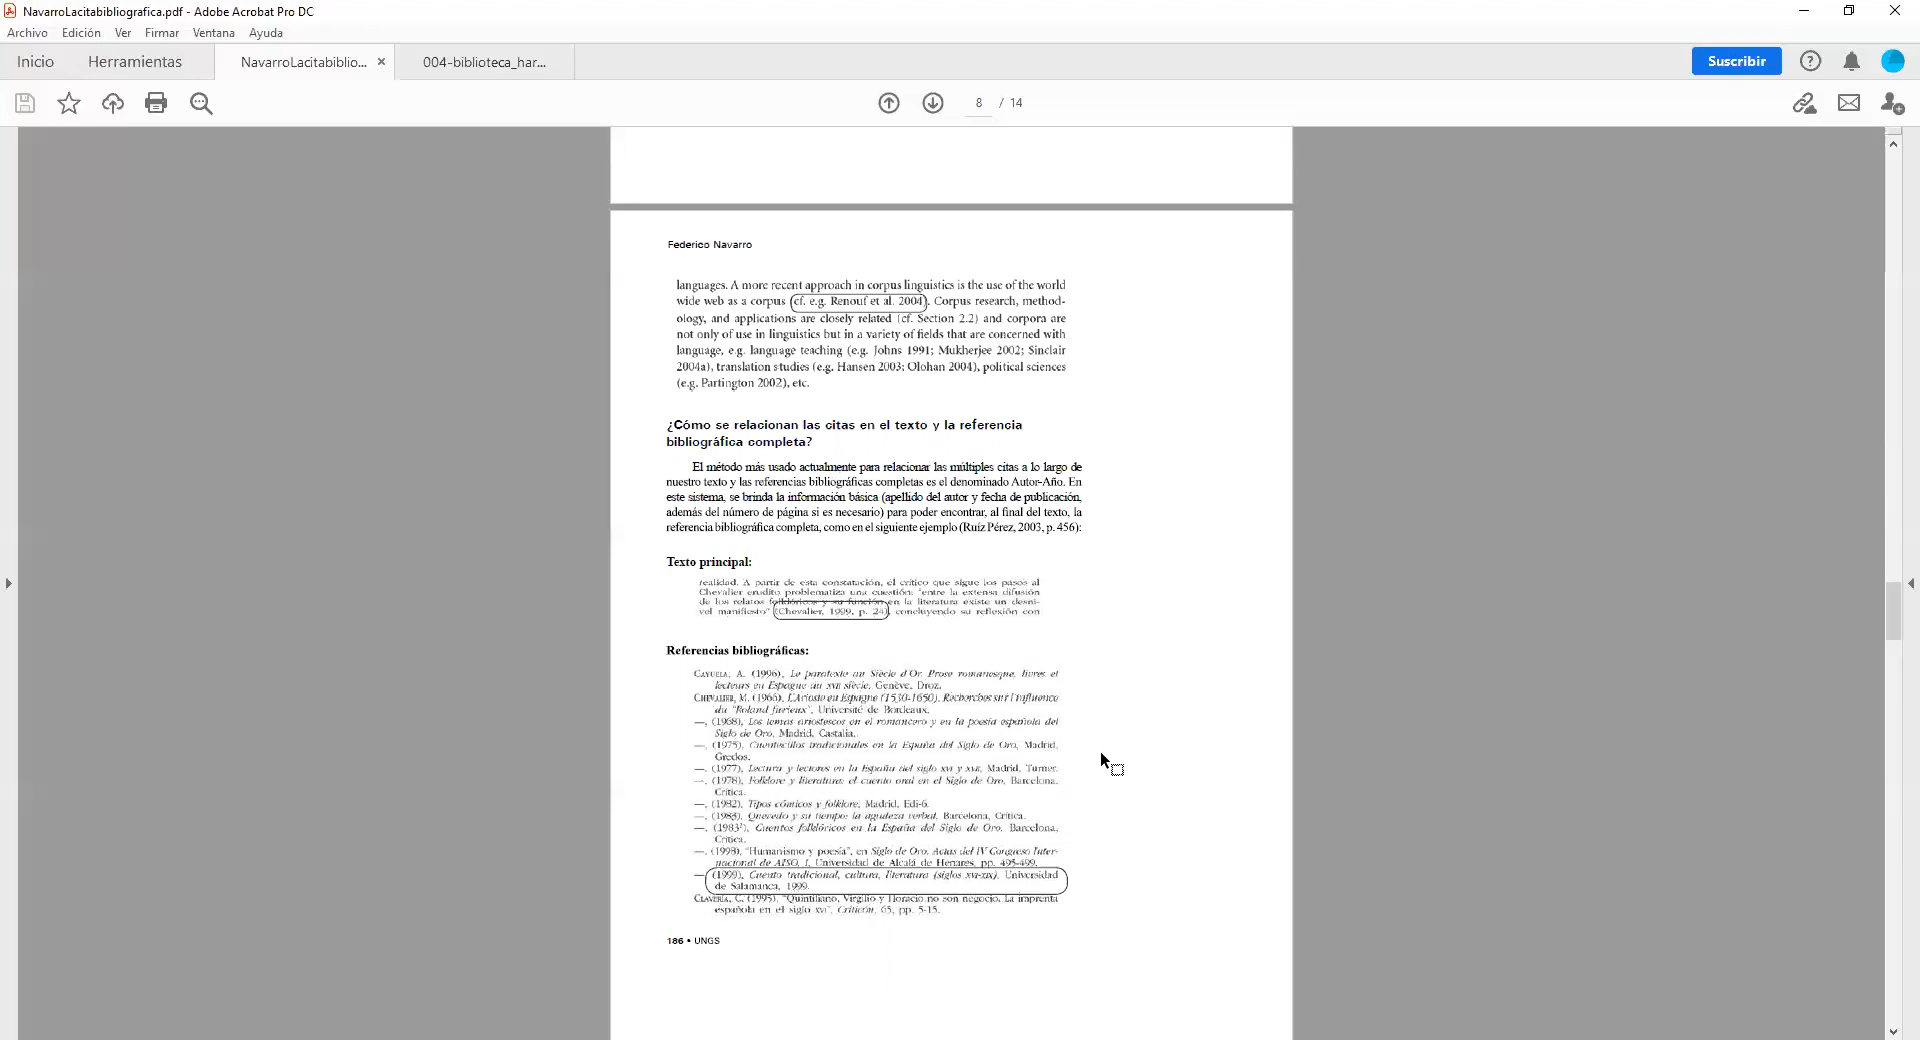 NavarroLacitabibliografica.pdf - Adobe Acrobat Pro DC
Archivo Edición Ver Firmar Ventana Ayuda
Inicio Herramientas NavarroLacitabiblio... × 004-biblioteca_har... Suscribir
8 / 14
Federico Navarro
languages. A more recent approach in corpus linguistics is the use of the world
wide web as a corpus (cf. e.g. Renouf et al. 2004). Corpus research, method-
ology, and applications are closely related (cf. Section 2.2) and corpora are
not only of use in linguistics but in a variety of fields that are concerned with
language, e.g. language teaching (e.g. Johns 1991; Mukherjee 2002; Sinclair
2004a), translation studies (e.g. Hansen 2003; Olohan 2004), political sciences
(e.g. Partington 2002), etc.
¿Cómo se relacionan las citas en el texto y la referencia
bibliográfica completa?
El método más usado actualmente para relacionar las múltiples citas a lo largo de
nuestro texto y las referencias bibliográficas completas es el denominado Autor-Año. En
este sistema, se brinda la información básica (apellido del autor y fecha de publicación,
además del número de página si es necesario) para poder encontrar, al final del texto, la
referencia bibliográfica completa, como en el siguiente ejemplo (Ruíz Pérez, 2003, p. 456):
Texto principal:
realidad. A partir de esta constatación, el crítico que sigue los pasos al
Chevalier erudito problematiza una cuestión: "entre la extensa difusión
de los relatos folklóricos y su función en la literatura existe un desni-
vel manifiesto" (Chevalier, 1999, p. 24), concluyendo su reflexión con
Referencias bibliográficas:
CAYUELA, A. (1996), Le paratexte au Siècle d'Or. Prose romanesque, livres et
lecteurs en Espagne au XVII siècle, Genève, Droz.
CHEVALIER, M. (1966), L'Arioste en Espagne (1530-1650). Recherches sur l'influence
du "Roland furieux", Université de Bordeaux.
—, (1968), Los temas ariostescos en el romancero y en la poesía española del
Siglo de Oro, Madrid, Castalia.
—, (1975), Cuentecillos tradicionales en la España del Siglo de Oro, Madrid,
Gredos.
—, (1977), Lectura y lectores en la España del siglo XVI y XVII, Madrid, Turner.
—, (1978), Folklore y literatura: el cuento oral en el Siglo de Oro, Barcelona,
Crítica.
—, (1982), Tipos cómicos y folklore, Madrid, Edi-6.
—, (1983), Quevedo y su tiempo: la agudeza verbal, Barcelona, Crítica.
—, (1983²), Cuentos folklóricos en la España del Siglo de Oro, Barcelona,
Crítica.
—, (1998), "Humanismo y poesía", en Siglo de Oro. Actas del IV Congreso Inter-
nacional de AISO, I, Universidad de Alcalá de Henares, pp. 495-499.
— (1999), Cuento tradicional, cultura, literatura (siglos XVI-XIX), Universidad
de Salamanca, 1999.
CLAVERÍA, C. (1995), "Quintiliano, Virgilio y Horacio no son negocio. La imprenta
española en el siglo XVI", Criticón, 65, pp. 5-15.
186 • UNGS